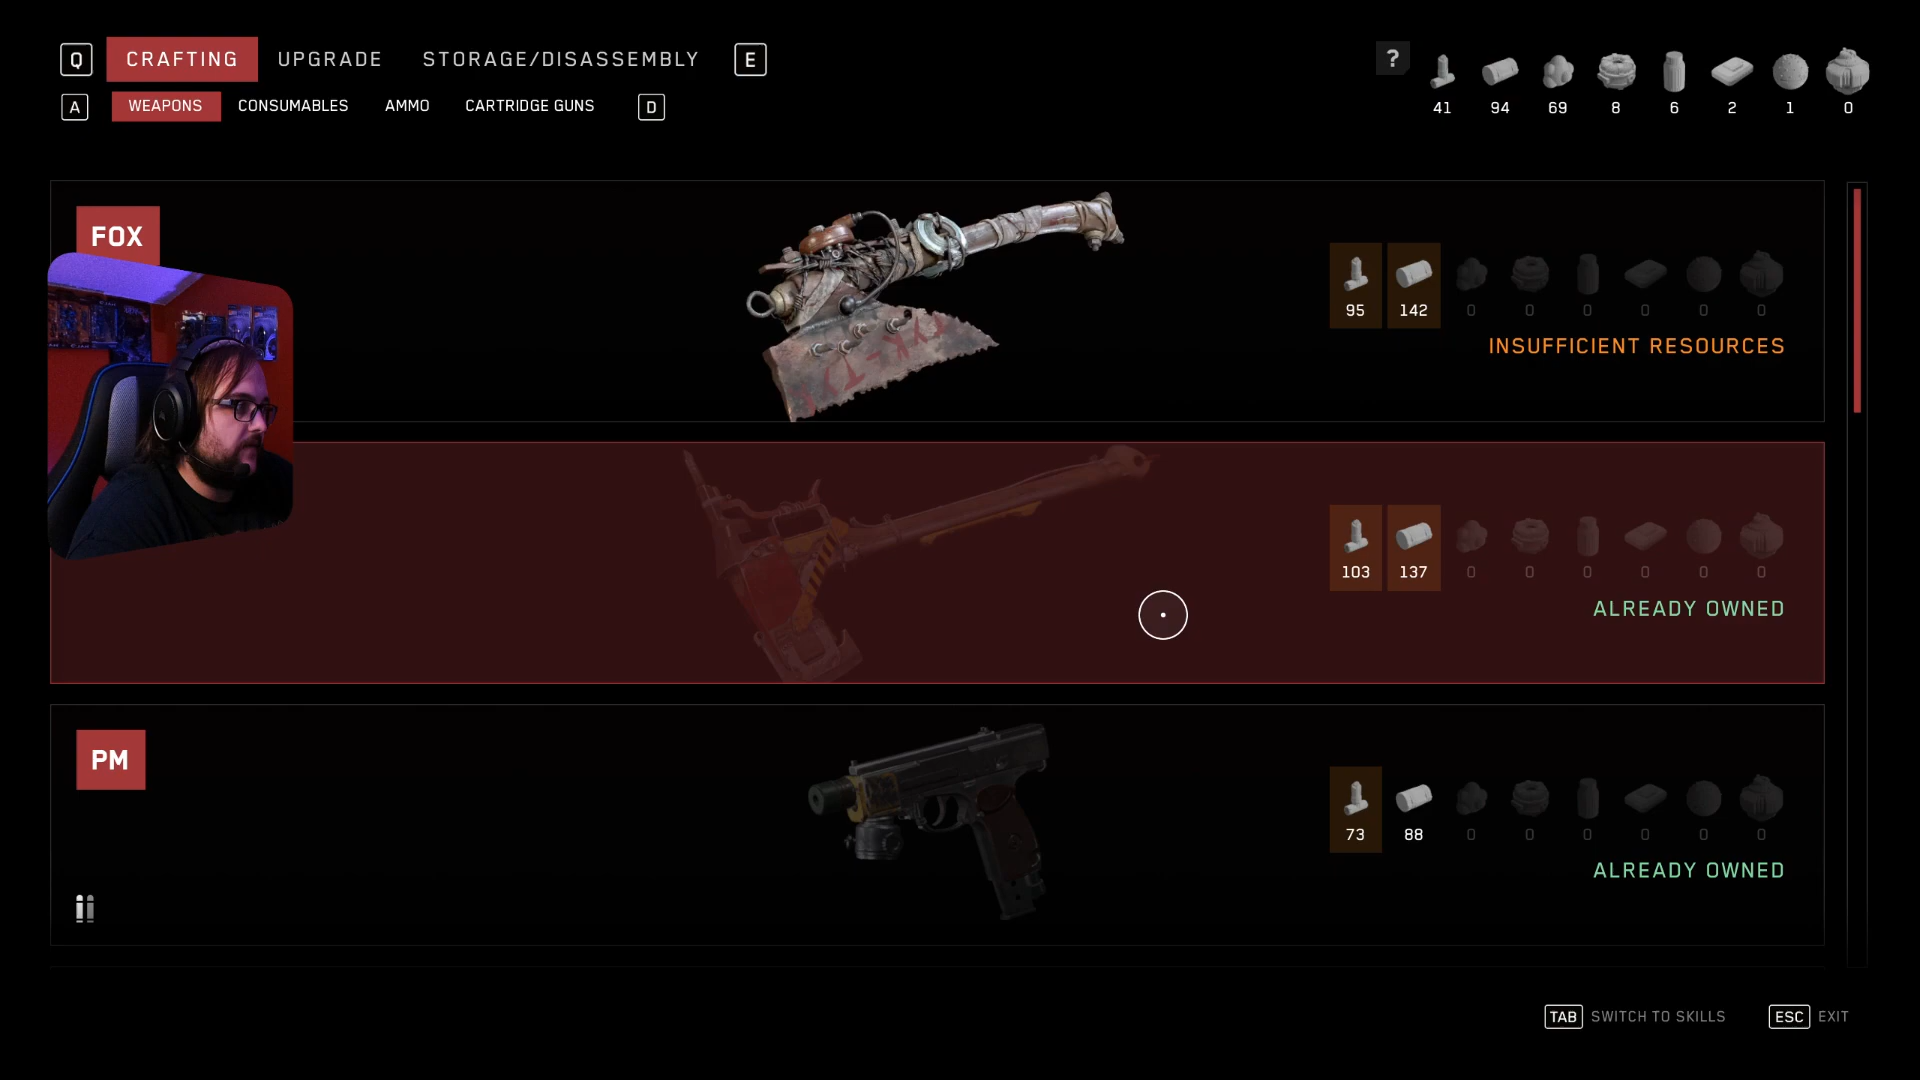 Q CRAFTING UPGRADE STORAGE/DISASSEMBLY E
A WEAPONS CONSUMABLES AMMO CARTRIDGE GUNS D
?
41 94 69 8 6 2 1 0
FOX
95 142 0 0 0 0 0 0
INSUFFICIENT RESOURCES
103 137 0 0 0 0 0 0
ALREADY OWNED
PM
73 88 0 0 0 0 0 0
ALREADY OWNED
TAB SWITCH TO SKILLS ESC EXIT